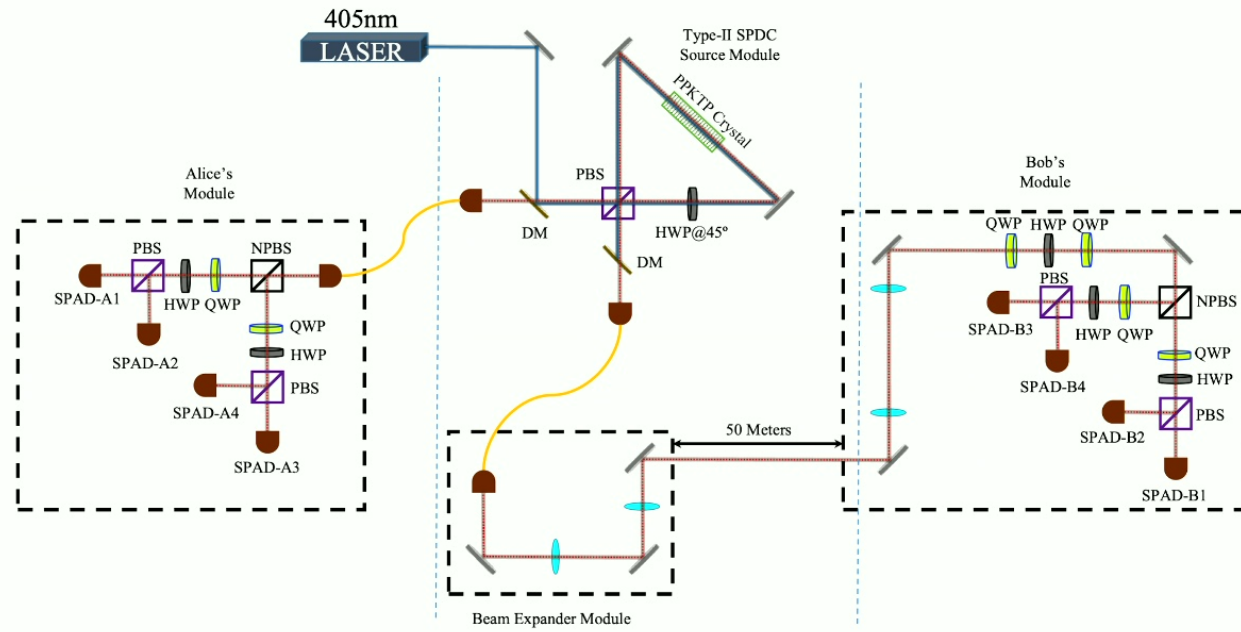 405nm
LASER
Type-II SPDC
Source Module
PPKTP Crystal
PBS
HWP@45º
DM
DM
Alice's
Module
PBS
NPBS
SPAD-A1
HWP
QWP
SPAD-A2
QWP
HWP
SPAD-A4
PBS
SPAD-A3
Bob's
Module
QWP
HWP
QWP
PBS
NPBS
SPAD-B3
HWP
QWP
SPAD-B4
QWP
HWP
SPAD-B2
PBS
SPAD-B1
50 Meters
Beam Expander Module